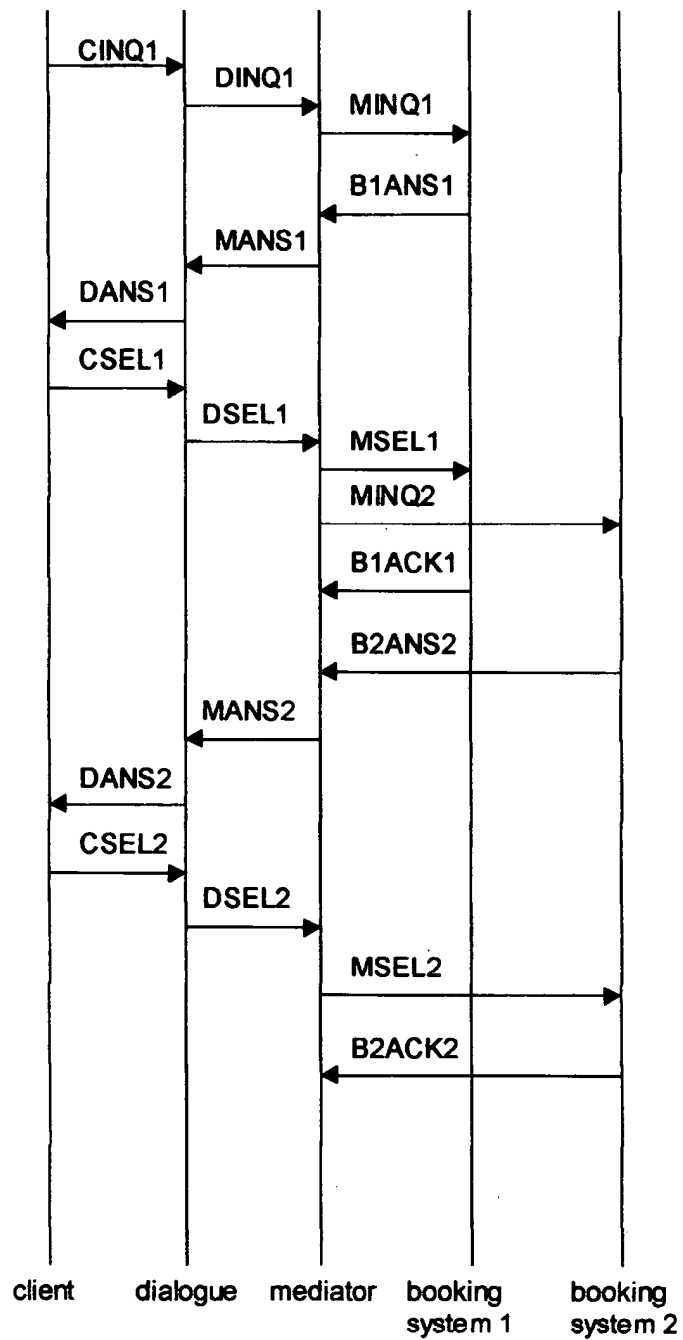 CINQ1
DINQ1
MINQ1
B1ANS1
MANS1
DANS1
CSEL1
DSEL1
MSEL1
MINQ2
B1ACK1
B2ANS2
MANS2
DANS2
CSEL2
DSEL2
MSEL2
B2ACK2
client
dialogue
mediator
booking
system 1
booking
system 2